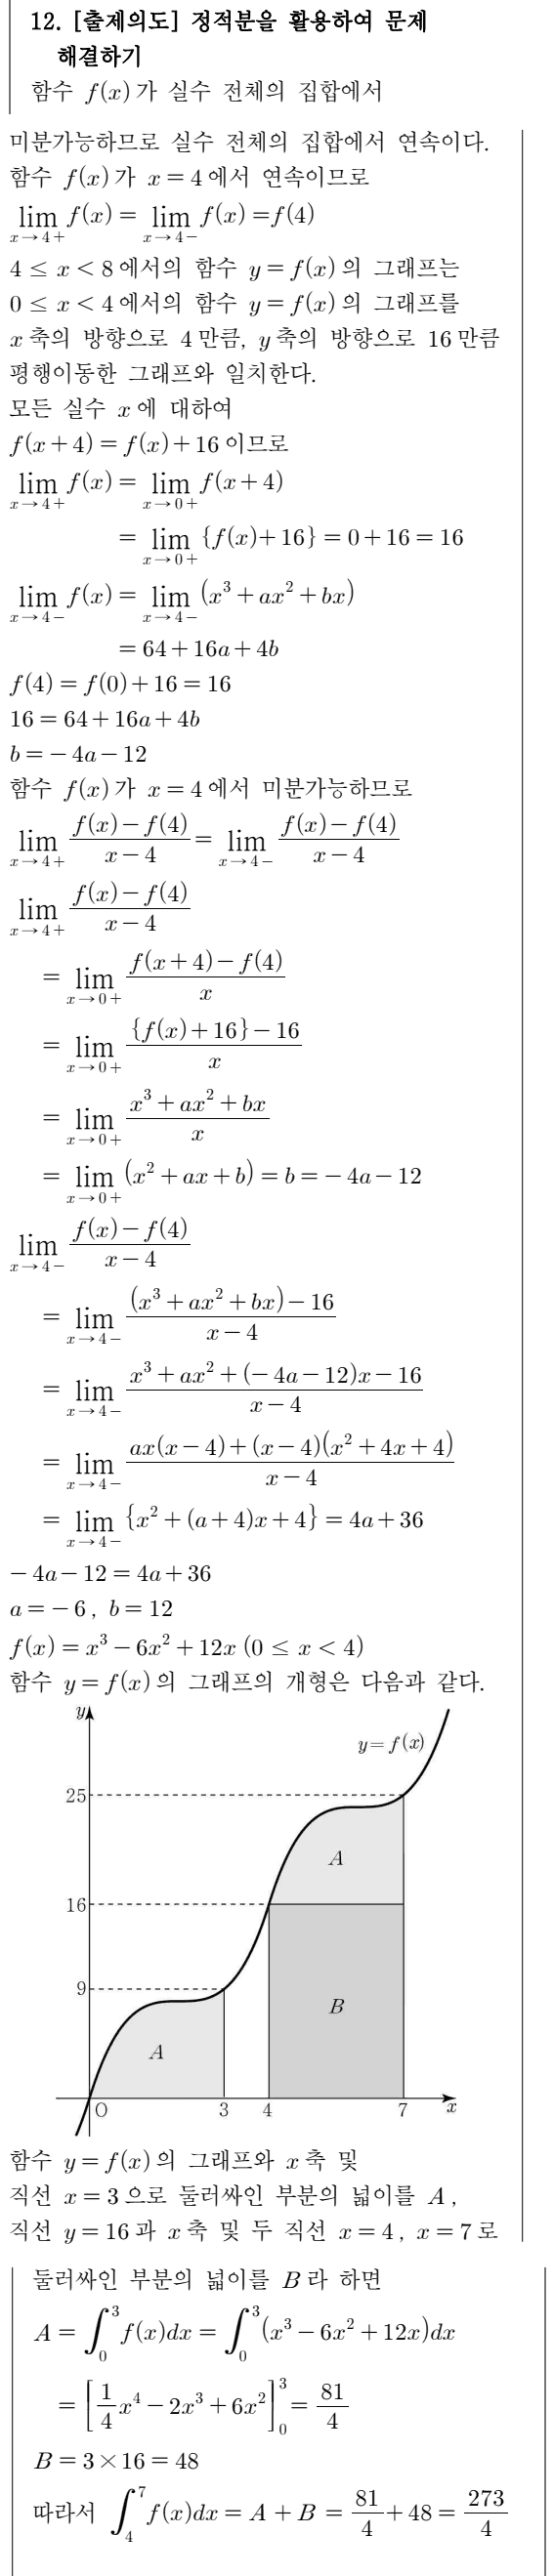 12. [출제의도] 정적분을 활용하여 문제
해결하기
함수 f(x)가 실수 전체의 집합에서
미분가능하므로 실수 전체의 집합에서 연속이다.
함수 f(x)가 x=4에서 연속이므로
lim_{x→4+} f(x) = lim_{x→4-} f(x) = f(4)
4 ≤ x < 8에서의 함수 y=f(x)의 그래프는
0 ≤ x < 4에서의 함수 y=f(x)의 그래프를
x축의 방향으로 4만큼, y축의 방향으로 16만큼
평행이동한 그래프와 일치한다.
모든 실수 x에 대하여
f(x+4) = f(x)+16이므로
lim_{x→4+} f(x) = lim_{x→0+} f(x+4)
= lim_{x→0+} {f(x)+16} = 0+16 = 16
lim_{x→4-} f(x) = lim_{x→4-} (x³+ax²+bx)
= 64+16a+4b
f(4) = f(0)+16 = 16
16 = 64+16a+4b
b = -4a-12
함수 f(x)가 x=4에서 미분가능하므로
lim_{x→4+} (f(x)-f(4))/(x-4) = lim_{x→4-} (f(x)-f(4))/(x-4)
lim_{x→4+} (f(x)-f(4))/(x-4)
= lim_{x→0+} (f(x+4)-f(4))/x
= lim_{x→0+} ({f(x)+16}-16)/x
= lim_{x→0+} (x³+ax²+bx)/x
= lim_{x→0+} (x²+ax+b) = b = -4a-12
lim_{x→4-} (f(x)-f(4))/(x-4)
= lim_{x→4-} ((x³+ax²+bx)-16)/(x-4)
= lim_{x→4-} (x³+ax²+(-4a-12)x-16)/(x-4)
= lim_{x→4-} (ax(x-4)+(x-4)(x²+4x+4))/(x-4)
= lim_{x→4-} {x²+(a+4)x+4} = 4a+36
-4a-12 = 4a+36
a = -6, b = 12
f(x) = x³-6x²+12x (0 ≤ x < 4)
함수 y=f(x)의 그래프의 개형은 다음과 같다.
y
y=f(x)
25
A
16
9
B
A
O 3 4 7 x
함수 y=f(x)의 그래프와 x축 및
직선 x=3으로 둘러싸인 부분의 넓이를 A,
직선 y=16과 x축 및 두 직선 x=4, x=7로
둘러싸인 부분의 넓이를 B라 하면
A = ∫₀³ f(x)dx = ∫₀³ (x³-6x²+12x)dx
= [1/4 x⁴-2x³+6x²]₀³ = 81/4
B = 3×16 = 48
따라서 ∫₄⁷ f(x)dx = A+B = 81/4+48 = 273/4